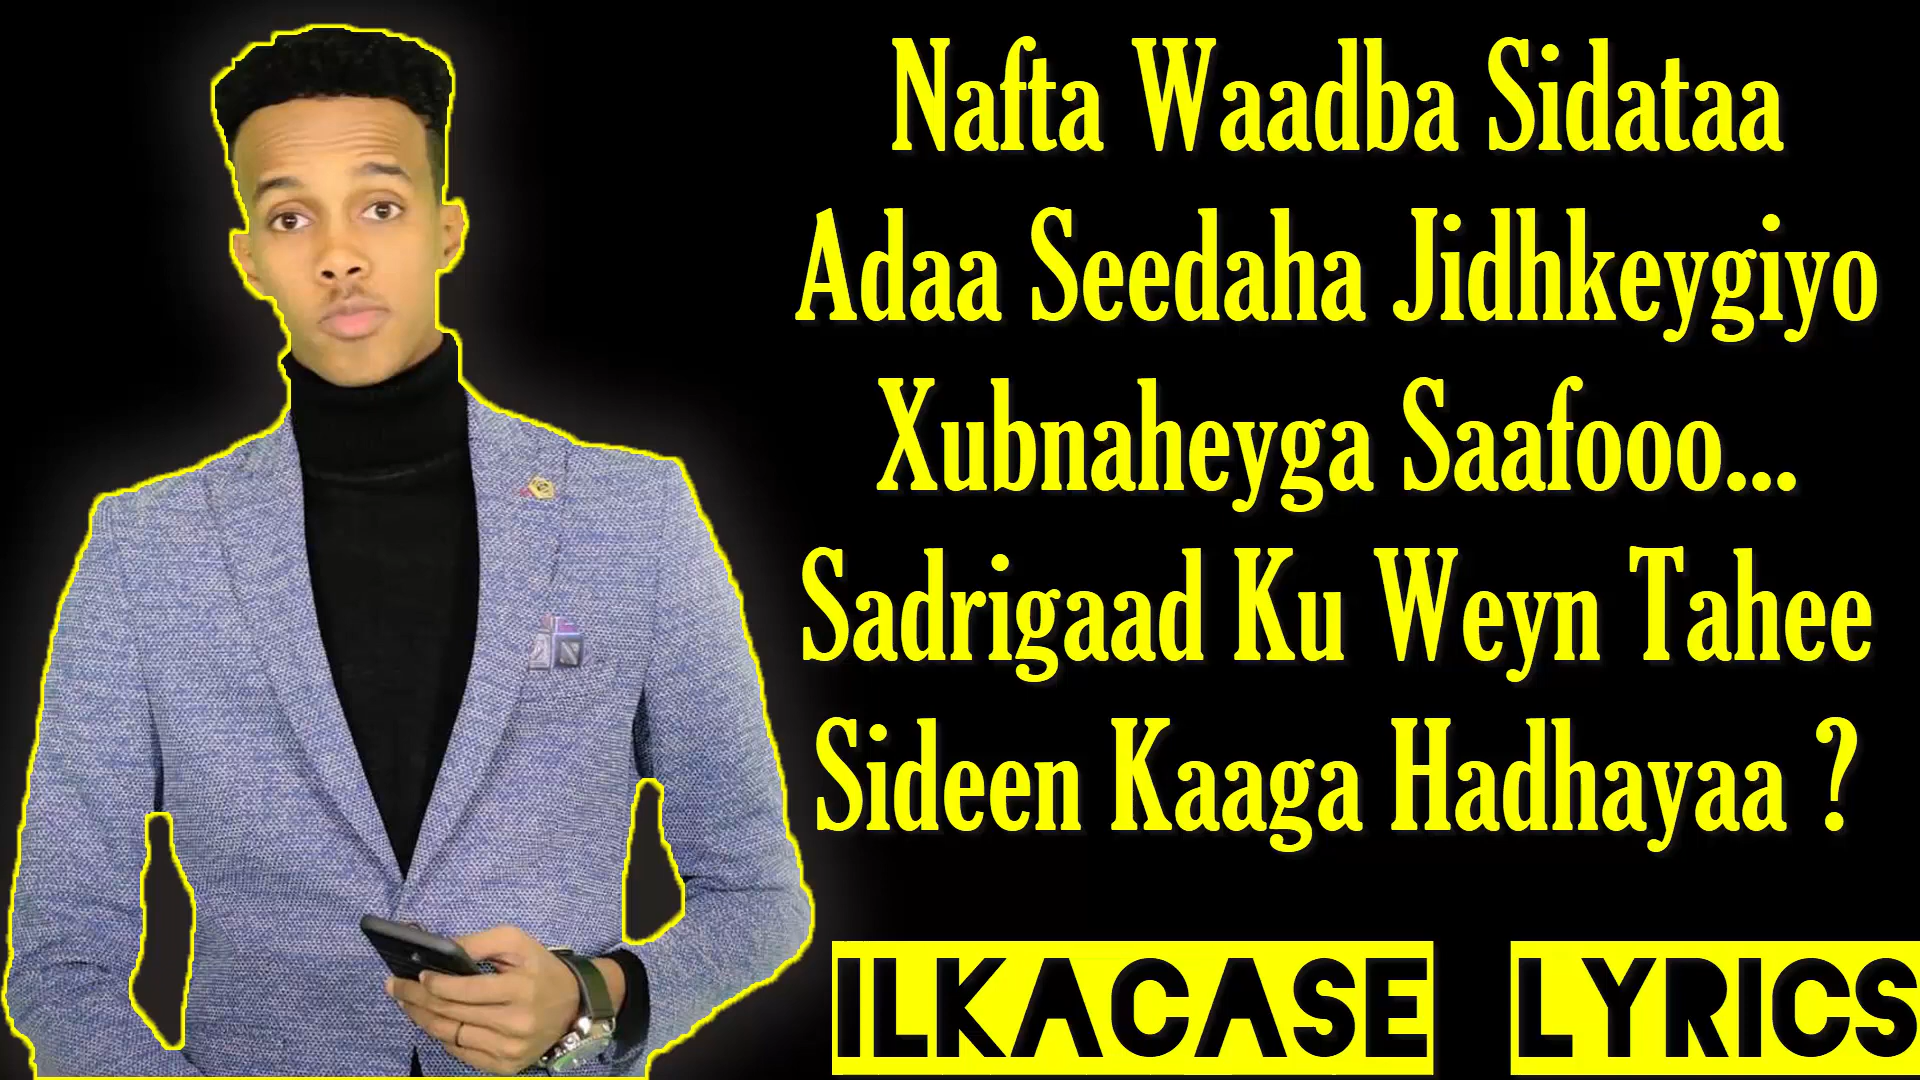 Nafta Waadba Sidataa
Adaa Seedaha Jidhkeygiyo
Xubnaheyga Saafooo...
Sadrigaad Ku Weyn Tahee
Sideen Kaaga Hadhayaa ?
ILKACASE LYRICS